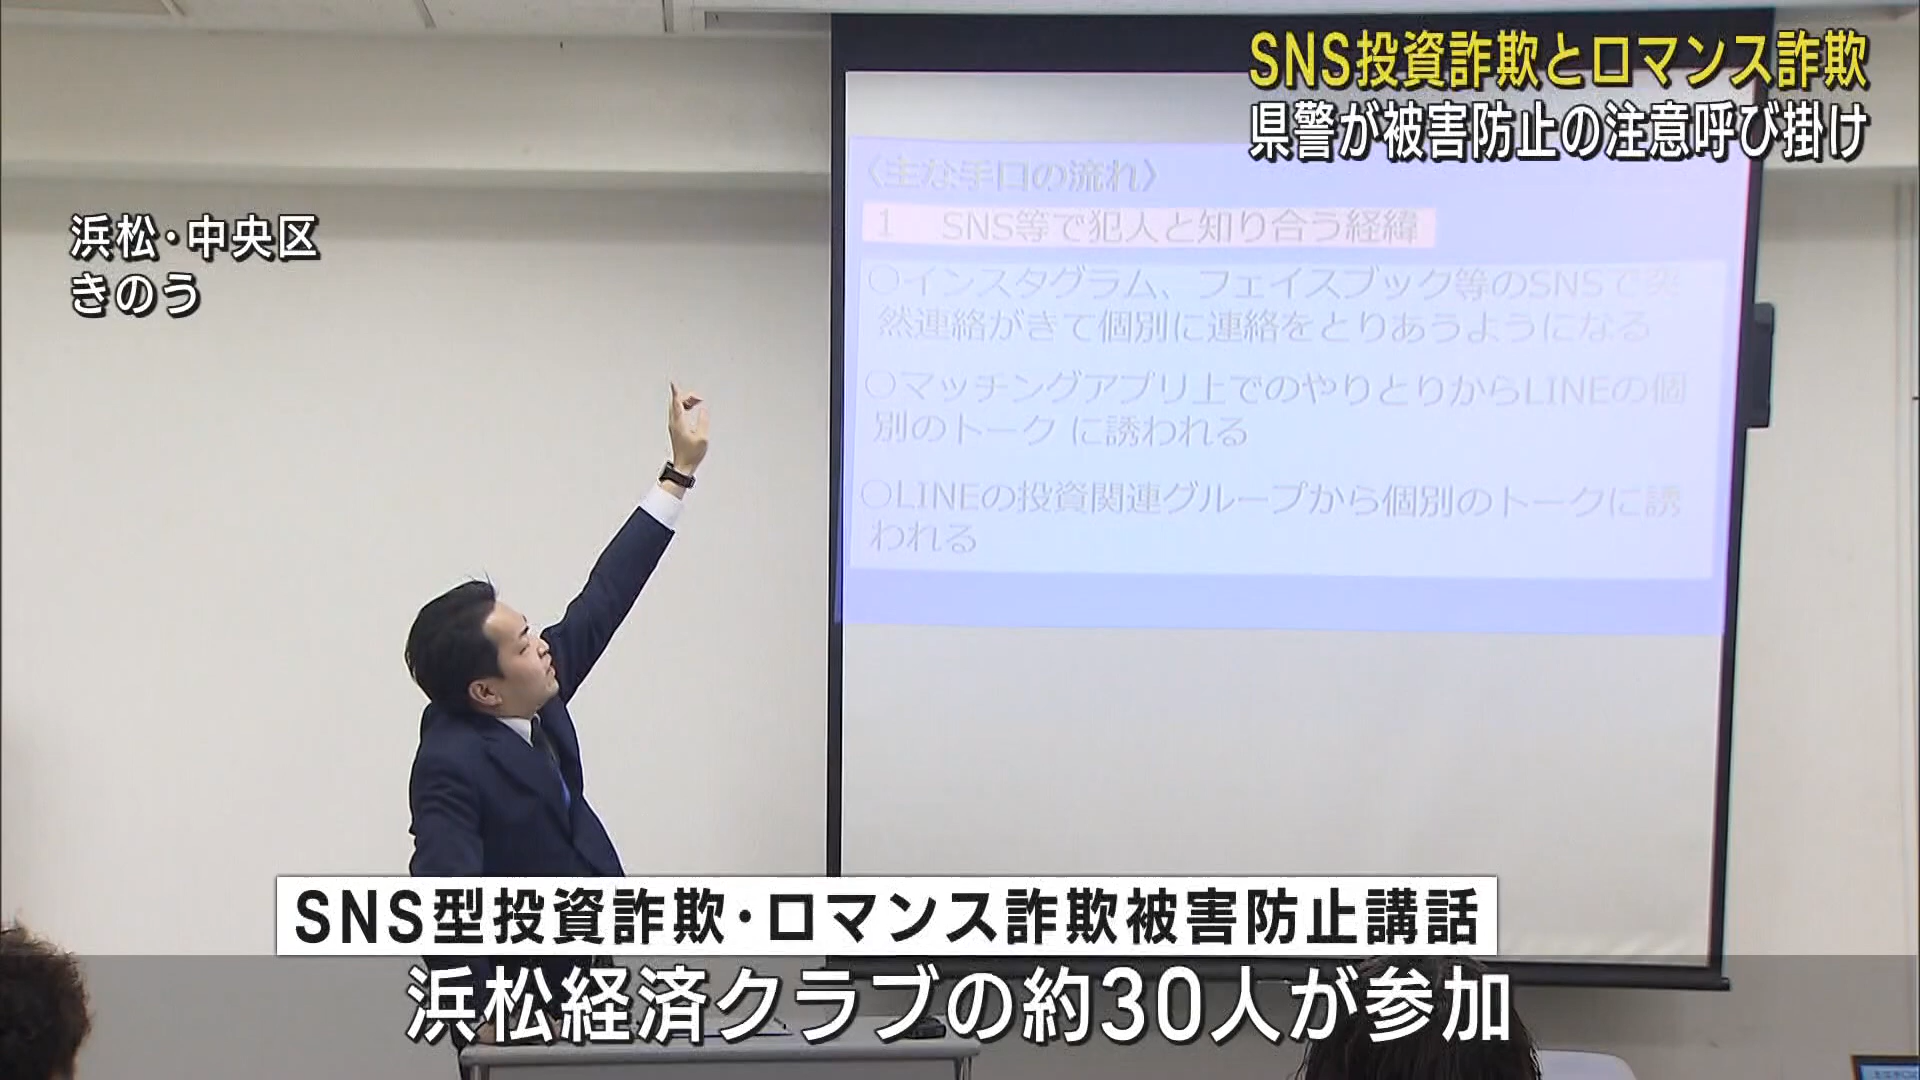 SNS投資詐欺とロマンス詐欺
県警が被害防止の注意呼び掛け
浜松・中央区
きのう
〈主な手口の流れ〉
1 SNS等で犯人と知り合う経緯
○インスタグラム、フェイスブック等のSNSで突
然連絡がきて個別に連絡をとりあうようになる
○マッチングアプリ上でのやりとりからLINEの個
別のトーク に誘われる
○LINEの投資関連グループから個別のトークに誘
われる
SNS型投資詐欺・ロマンス詐欺被害防止講話
浜松経済クラブの約30人が参加